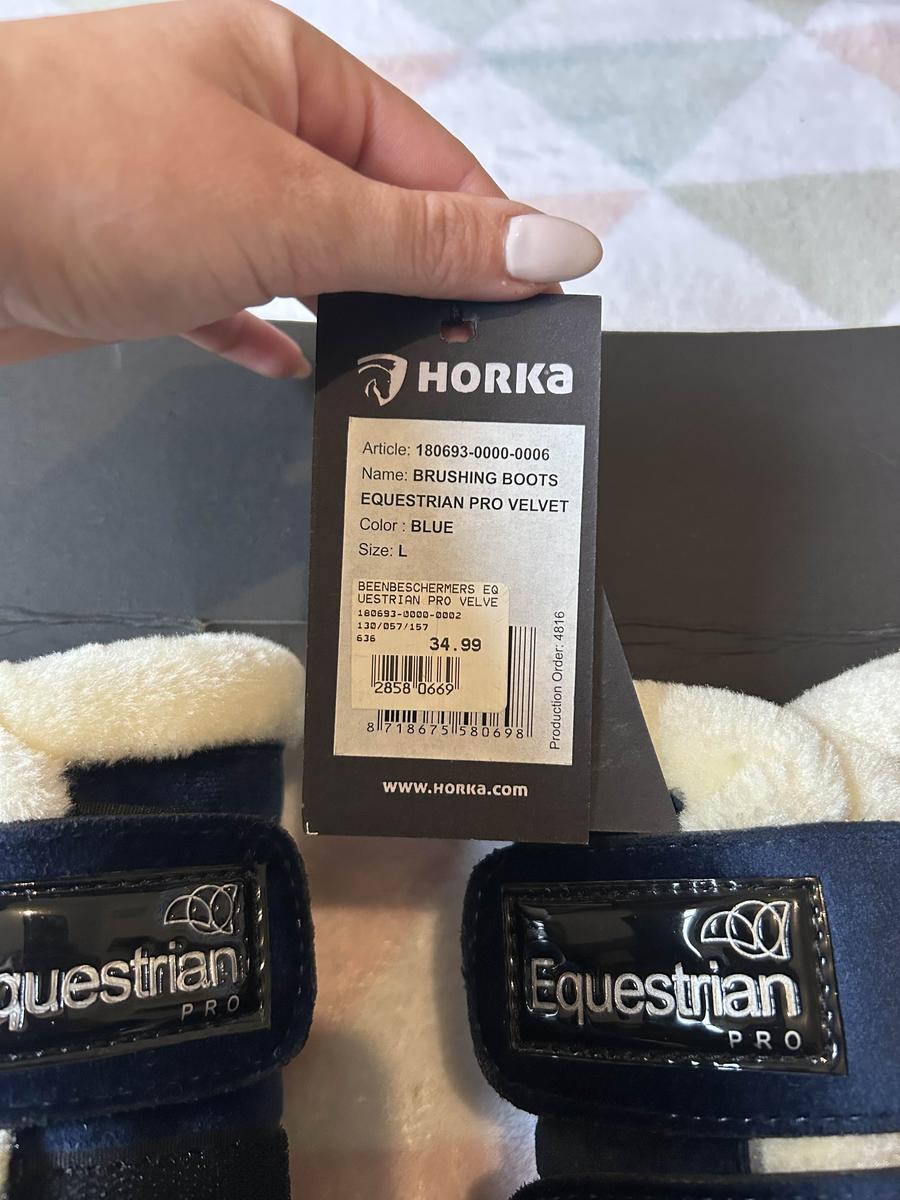 HORKA
Article: 180693-0000-0006
Name: BRUSHING BOOTS
EQUESTRIAN PRO VELVET
Color : BLUE
Size: L
BEENBESCHERMERS EQ
UESTRIAN PRO VELVE
180693-0000-0002
130/057/157
636 34.99
2858 0669
8 718675 580698
Production Order: 4816
www.HORKA.com
questrian
PRO
Equestrian
PRO